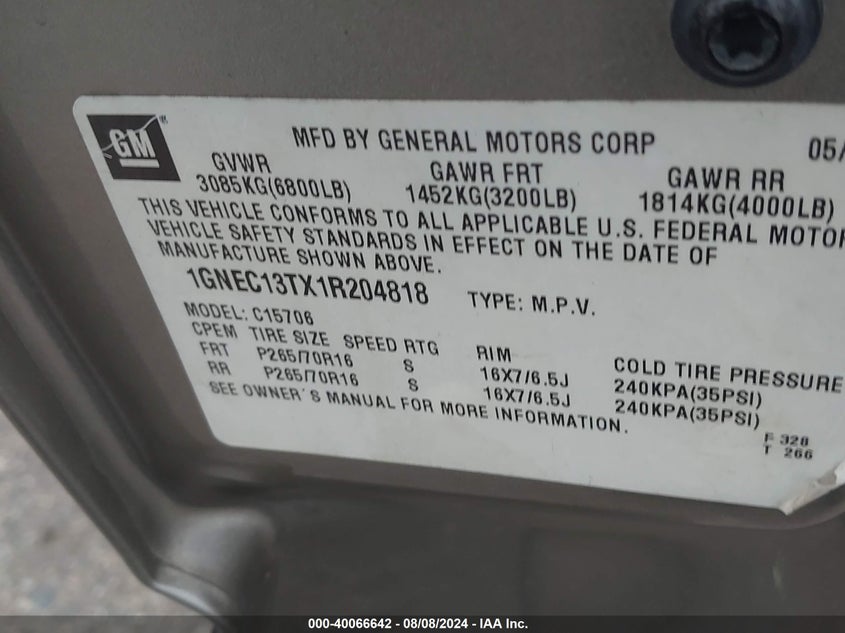 GM®
MFD BY GENERAL MOTORS CORP 05/
GVWR GAWR FRT GAWR RR
3085KG(6800LB) 1452KG(3200LB) 1814KG(4000LB)
THIS VEHICLE CONFORMS TO ALL APPLICABLE U.S. FEDERAL MOTOR
VEHICLE SAFETY STANDARDS IN EFFECT ON THE DATE OF
MANUFACTURE SHOWN ABOVE.
1GNEC13TX1R204818 TYPE: M.P.V.
MODEL: C15706
CPEM TIRE SIZE SPEED RTG RIM COLD TIRE PRESSURE
FRT P265/70R16 S 16X7/6.5J 240KPA(35PSI)
RR P265/70R16 S 16X7/6.5J 240KPA(35PSI)
SEE OWNER'S MANUAL FOR MORE INFORMATION.
F 328
T 266
000-40066642 - 08/08/2024 - IAA Inc.